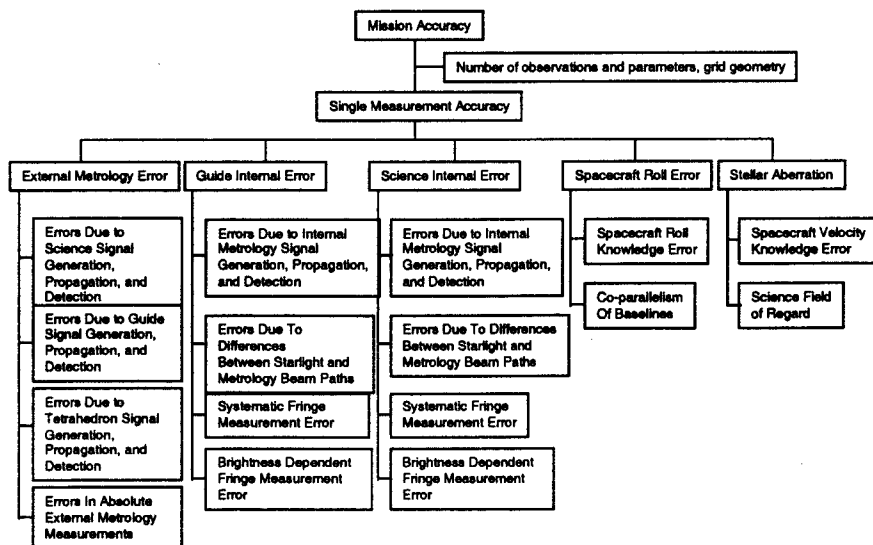 Mission Accuracy
Number of observations and parameters, grid geometry
Single Measurement Accuracy
External Metrology Error
Guide Internal Error
Science Internal Error
Spacecraft Roll Error
Stellar Aberration
Errors Due to
Science Signal
Generation,
Propagation, and
Detection
Errors Due to Guide
Signal Generation,
Propagation, and
Detection
Errors Due to
Tetrahedron Signal
Generation,
Propagation, and
Detection
Errors In Absolute
External Metrology
Measurements
Errors Due to Internal
Metrology Signal
Generation, Propagation,
and Detection
Errors Due To
Differences
Between Starlight and
Metrology Beam Paths
Systematic Fringe
Measurement Error
Brightness Dependent
Fringe Measurement
Error
Errors Due to Internal
Metrology Signal
Generation, Propagation,
and Detection
Errors Due To Differences
Between Starlight and
Metrology Beam Paths
Systematic Fringe
Measurement Error
Brightness Dependent
Fringe Measurement
Error
Spacecraft Roll
Knowledge Error
Co-parallelism
Of Baselines
Spacecraft Velocity
Knowledge Error
Science Field
of Regard